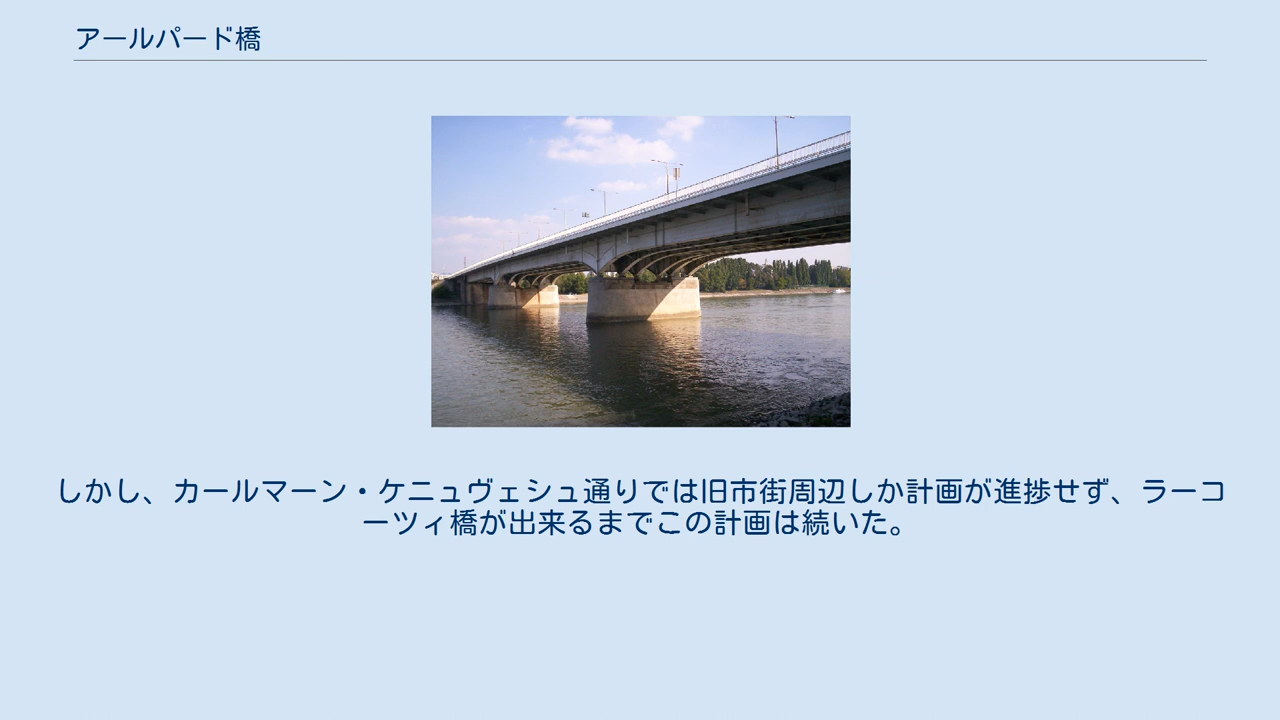 アールパード橋
しかし、カールマーン・ケニュヴェシュ通りでは旧市街周辺しか計画が進捗せず、ラーコ
ーツィ橋が出来るまでこの計画は続いた。